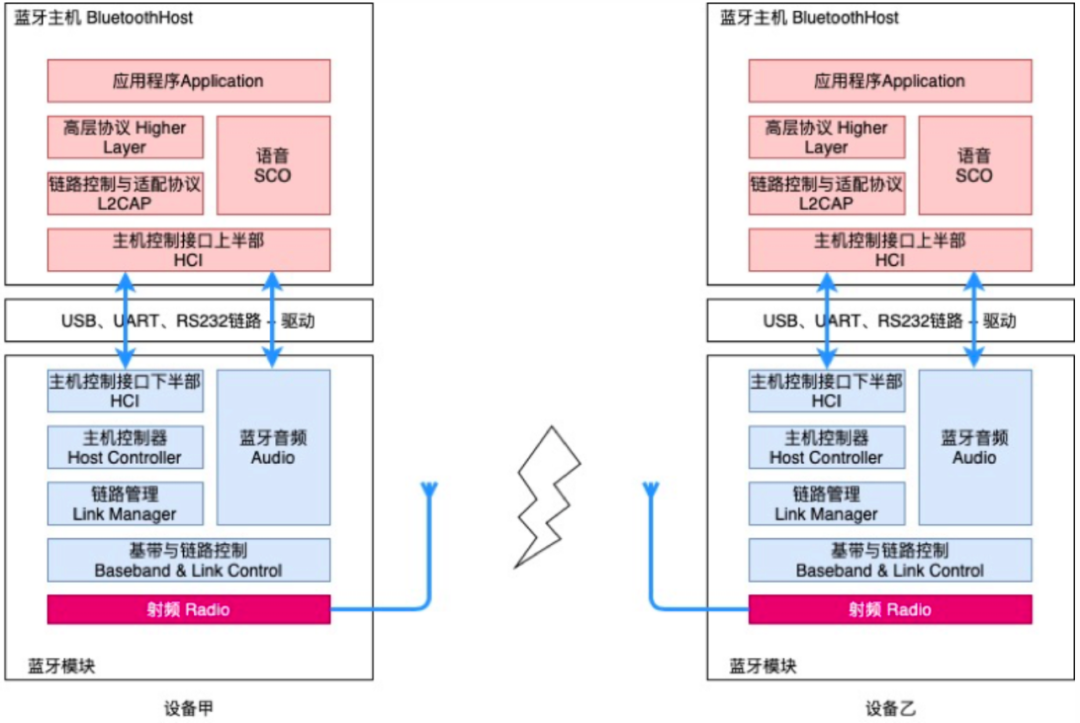 蓝牙主机 BluetoothHost
应用程序Application
高层协议 Higher
Layer
语音
SCO
链路控制与适配协议
L2CAP
主机控制接口上半部
HCI
USB、UART、RS232链路 - 驱动
主机控制接口下半部
HCI
主机控制器
Host Controller
蓝牙音频
Audio
链路管理
Link Manager
基带与链路控制
Baseband & Link Control
射频 Radio
蓝牙模块
设备甲
蓝牙主机 BluetoothHost
应用程序Application
高层协议 Higher
Layer
语音
SCO
链路控制与适配协议
L2CAP
主机控制接口上半部
HCI
USB、UART、RS232链路 - 驱动
主机控制接口下半部
HCI
主机控制器
Host Controller
蓝牙音频
Audio
链路管理
Link Manager
基带与链路控制
Baseband & Link Control
射频 Radio
蓝牙模块
设备乙